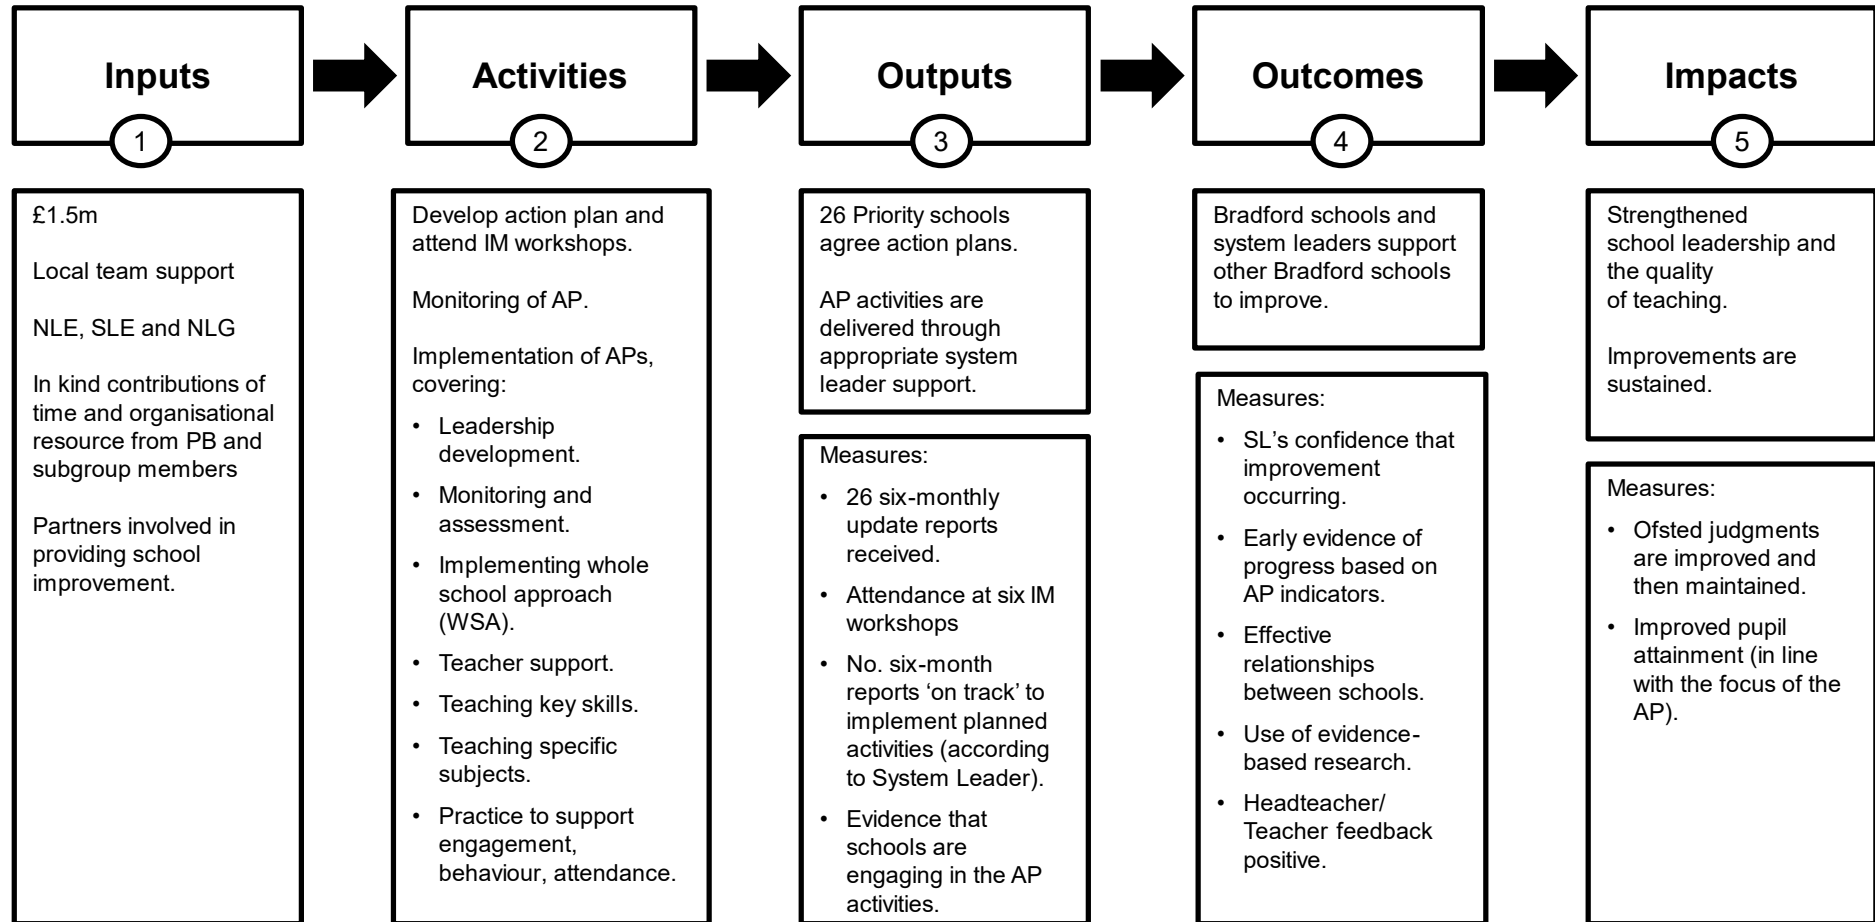 Inputs
1
Activities
2
Outputs
3
Outcomes
4
Impacts
5
£1.5m
Local team support
NLE, SLE and NLG
In kind contributions of
time and organisational
resource from PB and
subgroup members
Partners involved in
providing school
improvement.
Develop action plan and
attend IM workshops.
Monitoring of AP.
Implementation of APs,
covering:
• Leadership
development.
• Monitoring and
assessment.
• Implementing whole
school approach
(WSA).
• Teacher support.
• Teaching key skills.
• Teaching specific
subjects.
• Practice to support
engagement,
behaviour, attendance.
26 Priority schools
agree action plans.
AP activities are
delivered through
appropriate system
leader support.
Measures:
• 26 six-monthly
update reports
received.
• Attendance at six IM
workshops
• No. six-month
reports ‘on track’ to
implement planned
activities (according
to System Leader).
• Evidence that
schools are
engaging in the AP
activities.
Bradford schools and
system leaders support
other Bradford schools
to improve.
Measures:
• SL’s confidence that
improvement
occurring.
• Early evidence of
progress based on
AP indicators.
• Effective
relationships
between schools.
• Use of evidence-
based research.
• Headteacher/
Teacher feedback
positive.
Strengthened
school leadership and
the quality
of teaching.
Improvements are
sustained.
Measures:
• Ofsted judgments
are improved and
then maintained.
• Improved pupil
attainment (in line
with the focus of the
AP).